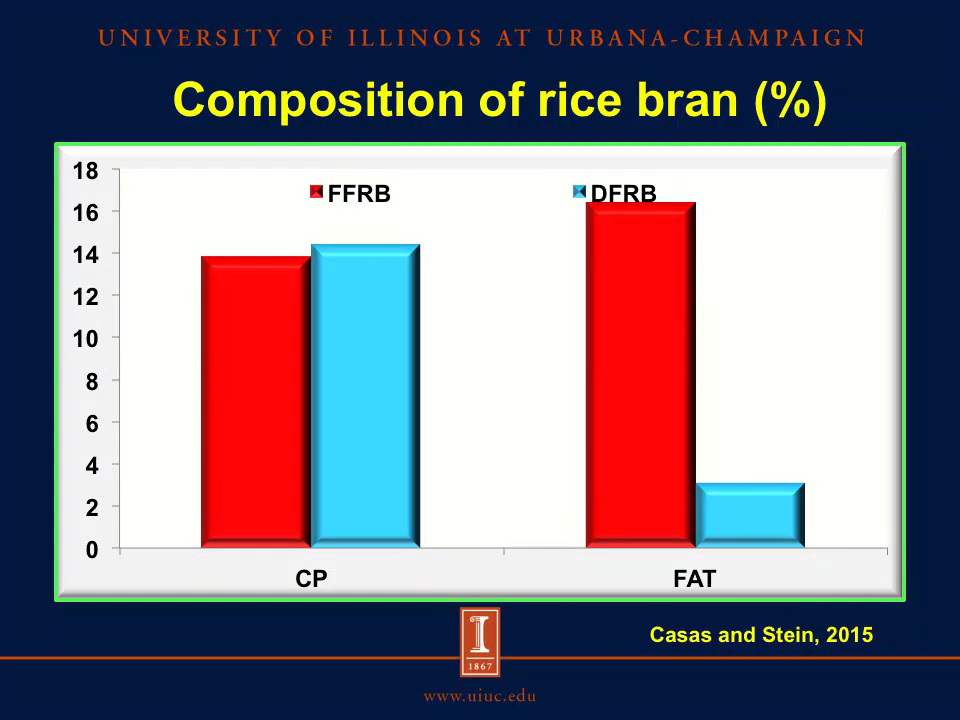 UNIVERSITY OF ILLINOIS AT URBANA-CHAMPAIGN
Composition of rice bran (%)
18
FFRB DFRB
16
14
12
10
8
6
4
2
0
CP FAT
Casas and Stein, 2015
I
1867
www.uiuc.edu